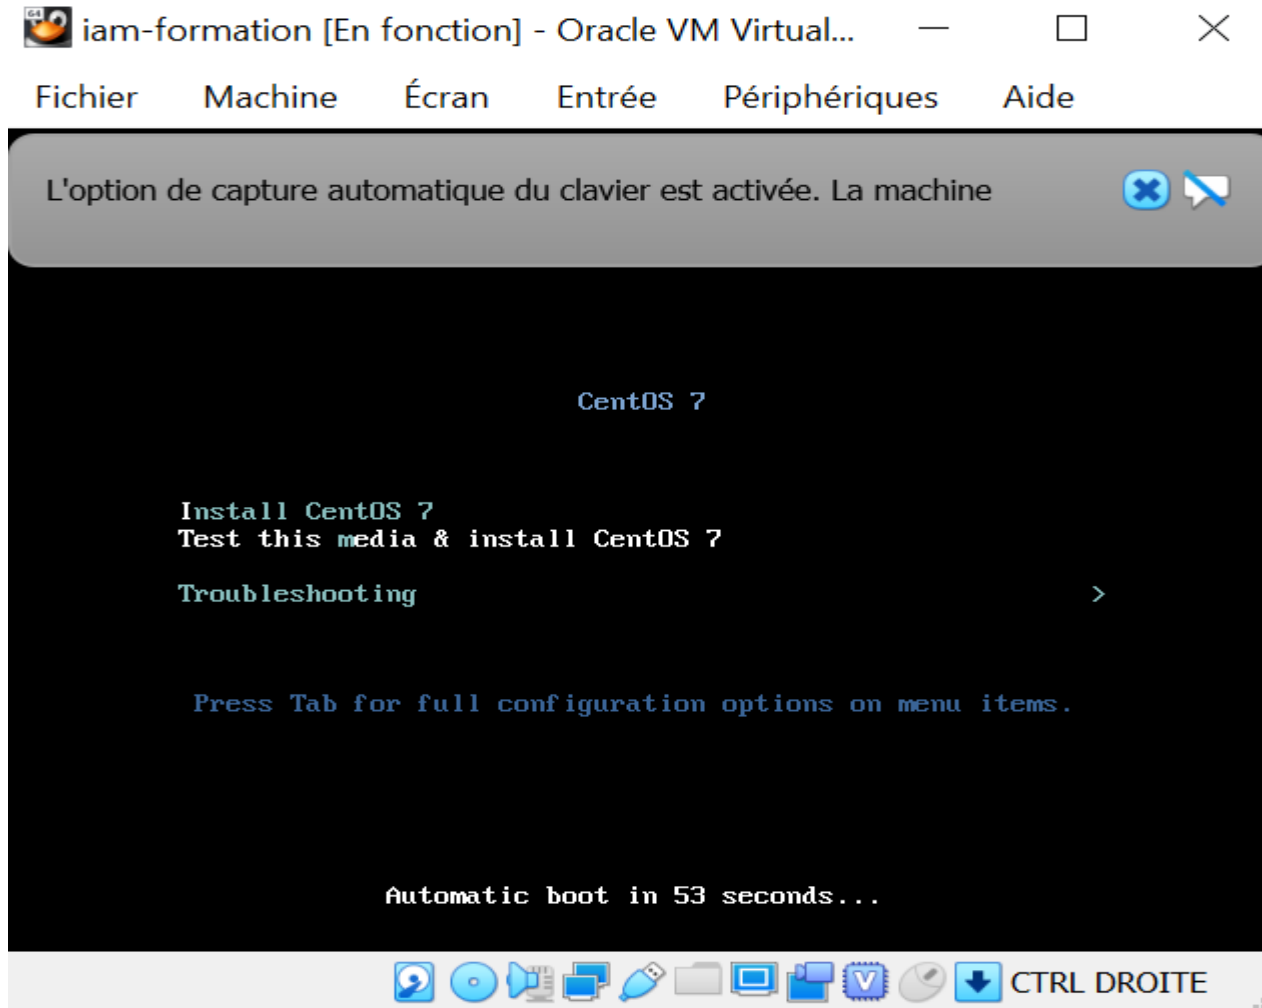 iam-formation [En fonction] - Oracle VM Virtual...
Fichier Machine Écran Entrée Périphériques Aide
L'option de capture automatique du clavier est activée. La machine
CentOS 7
Install CentOS 7
Test this media & install CentOS 7
Troubleshooting >
Press Tab for full configuration options on menu items.
Automatic boot in 53 seconds...
CTRL DROITE